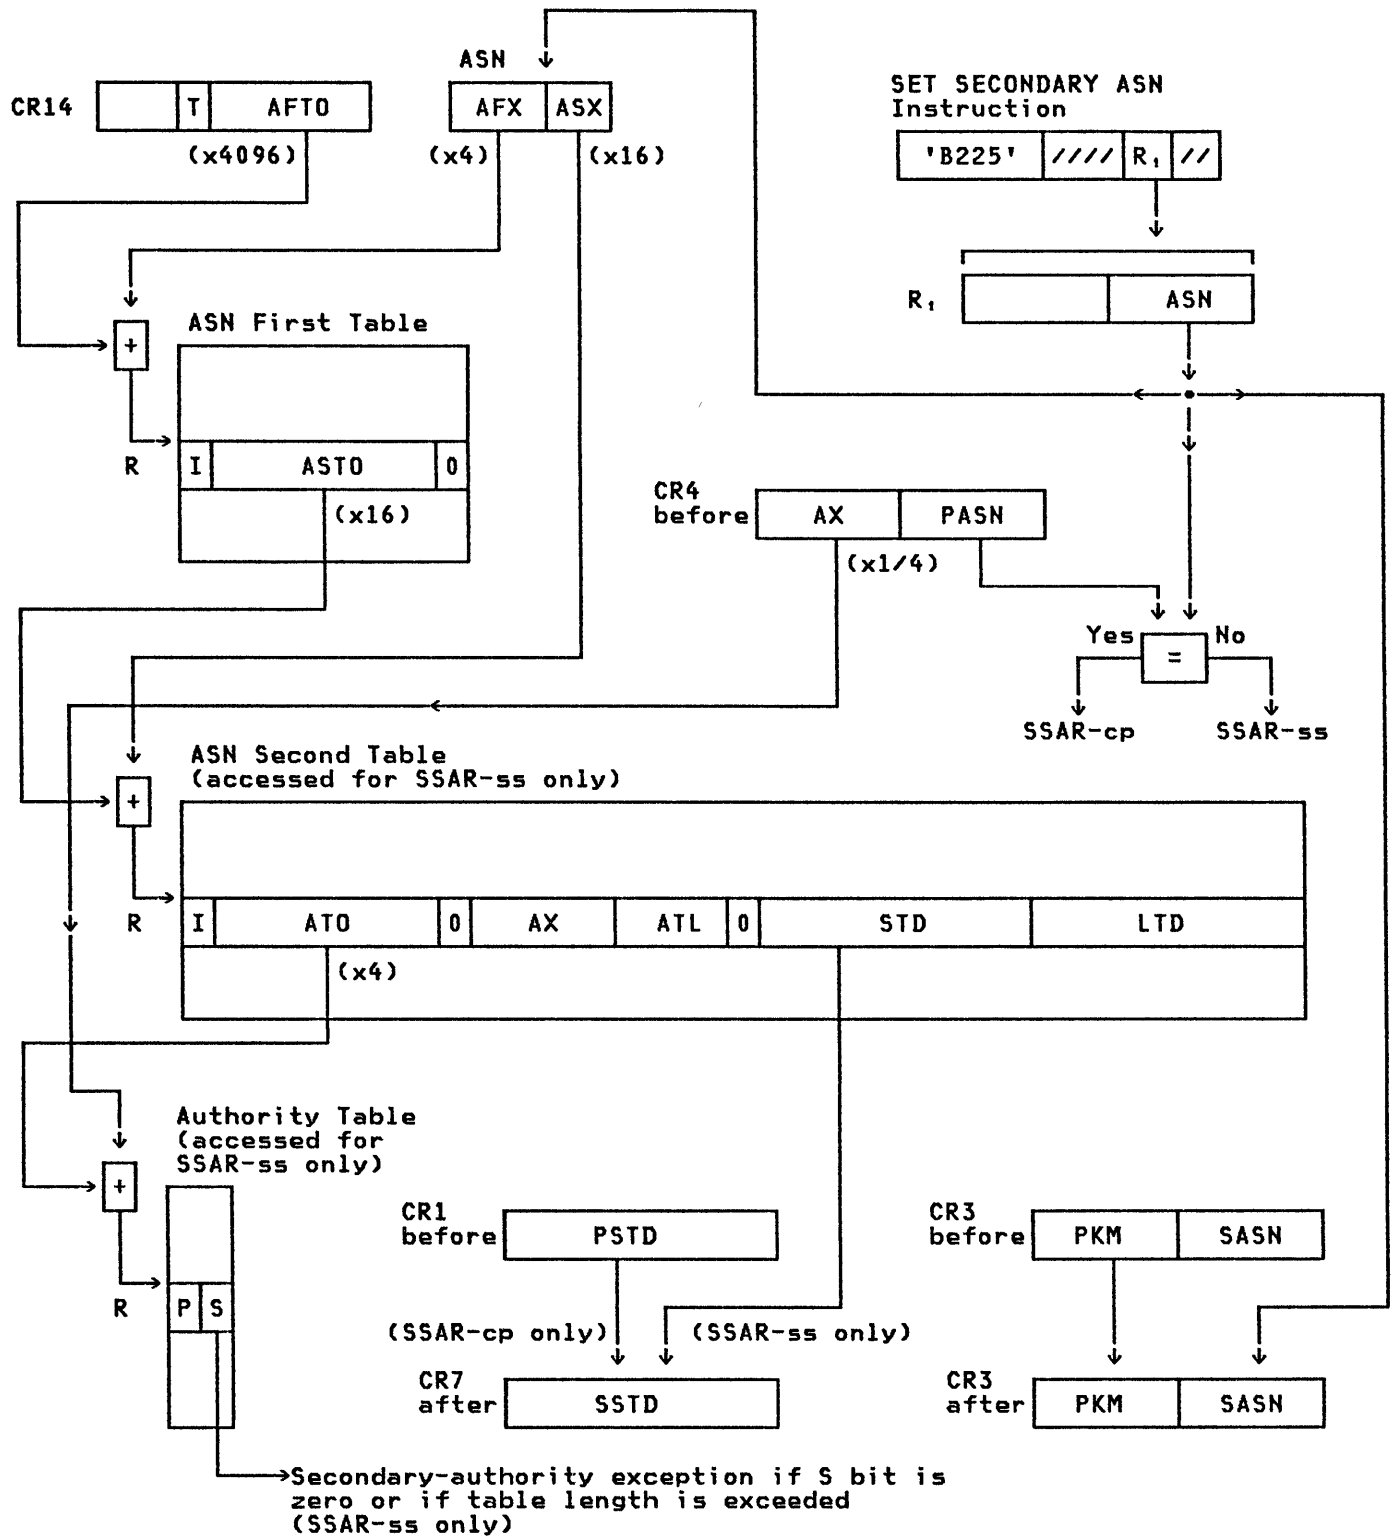 ASN
CR14 T AFTO
AFX ASX
(x4096)
(x4)
(x16)
SET SECONDARY ASN
Instruction
'B225' //// R₁ //
R₁ ASN
+
ASN First Table
R I ASTO 0
(x16)
CR4
before AX PASN
(x1/4)
Yes = No
SSAR-cp SSAR-ss
ASN Second Table
(accessed for SSAR-ss only)
+
R I ATO 0 AX ATL 0 STD LTD
(x4)
Authority Table
(accessed for
SSAR-ss only)
+
R P S
CR1
before PSTD
(SSAR-cp only) (SSAR-ss only)
CR7
after SSTD
CR3
before PKM SASN
CR3
after PKM SASN
Secondary-authority exception if S bit is
zero or if table length is exceeded
(SSAR-ss only)